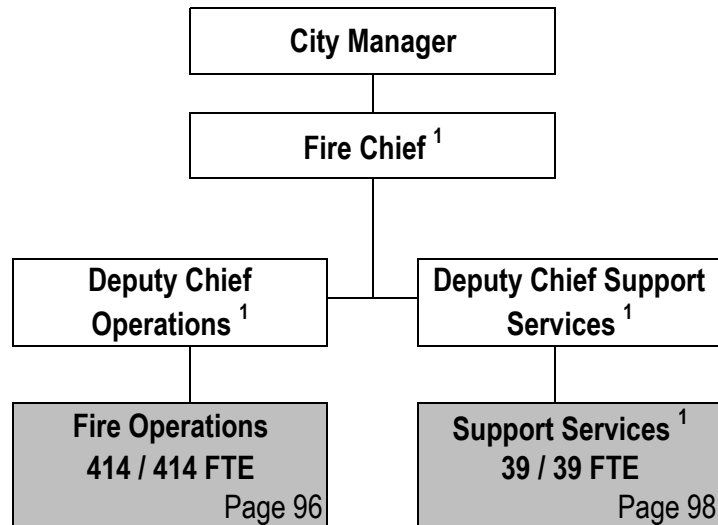 City Manager
Fire Chief 1
Deputy Chief
Operations 1
Deputy Chief Support
Services 1
Fire Operations
414 / 414 FTE
Page 96
Support Services 1
39 / 39 FTE
Page 98